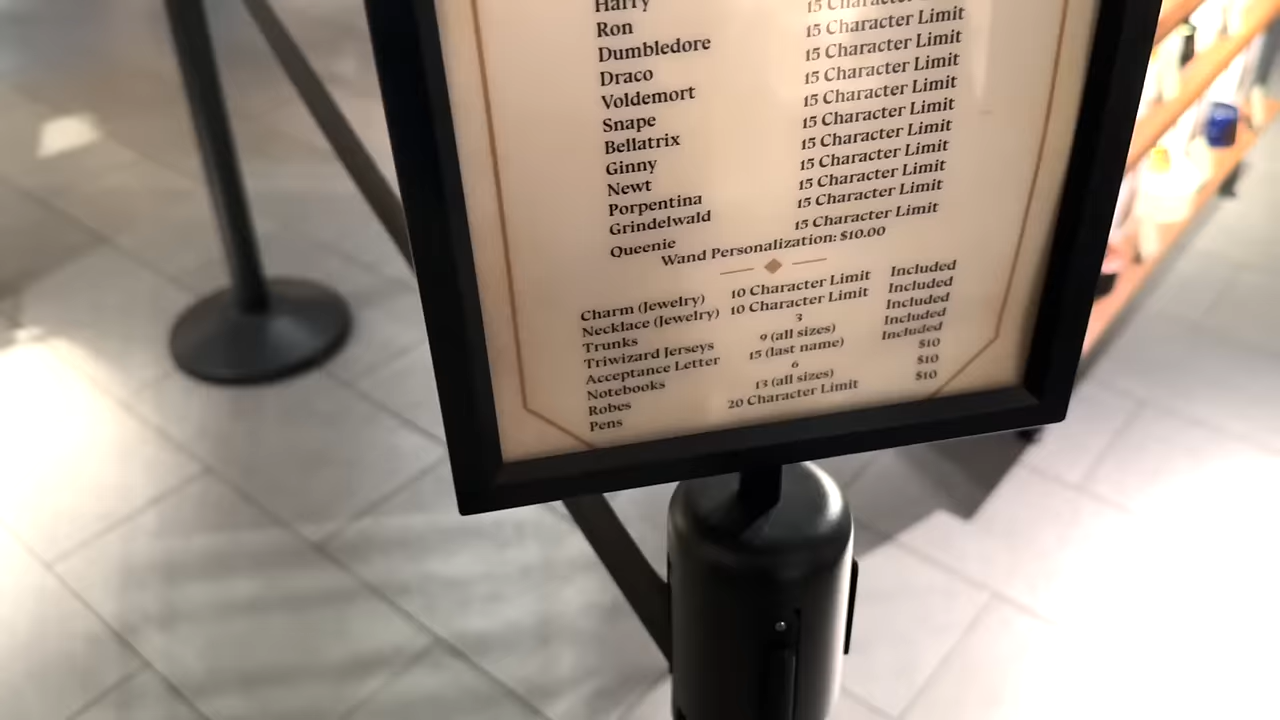 Harry
Ron 15 Character Limit
Dumbledore 15 Character Limit
Draco 15 Character Limit
Voldemort 15 Character Limit
Snape 15 Character Limit
Bellatrix 15 Character Limit
Ginny 15 Character Limit
Newt 15 Character Limit
Porpentina 15 Character Limit
Grindelwald 15 Character Limit
Queenie 15 Character Limit
Wand Personalization: $10.00
Charm (Jewelry) 10 Character Limit Included
Necklace (Jewelry) 10 Character Limit Included
Trunks 3 Included
Triwizard Jerseys 9 (all sizes) Included
Acceptance Letter 15 (last name) Included
Notebooks 6 $10
Robes 13 (all sizes) $10
Pens 20 Character Limit $10